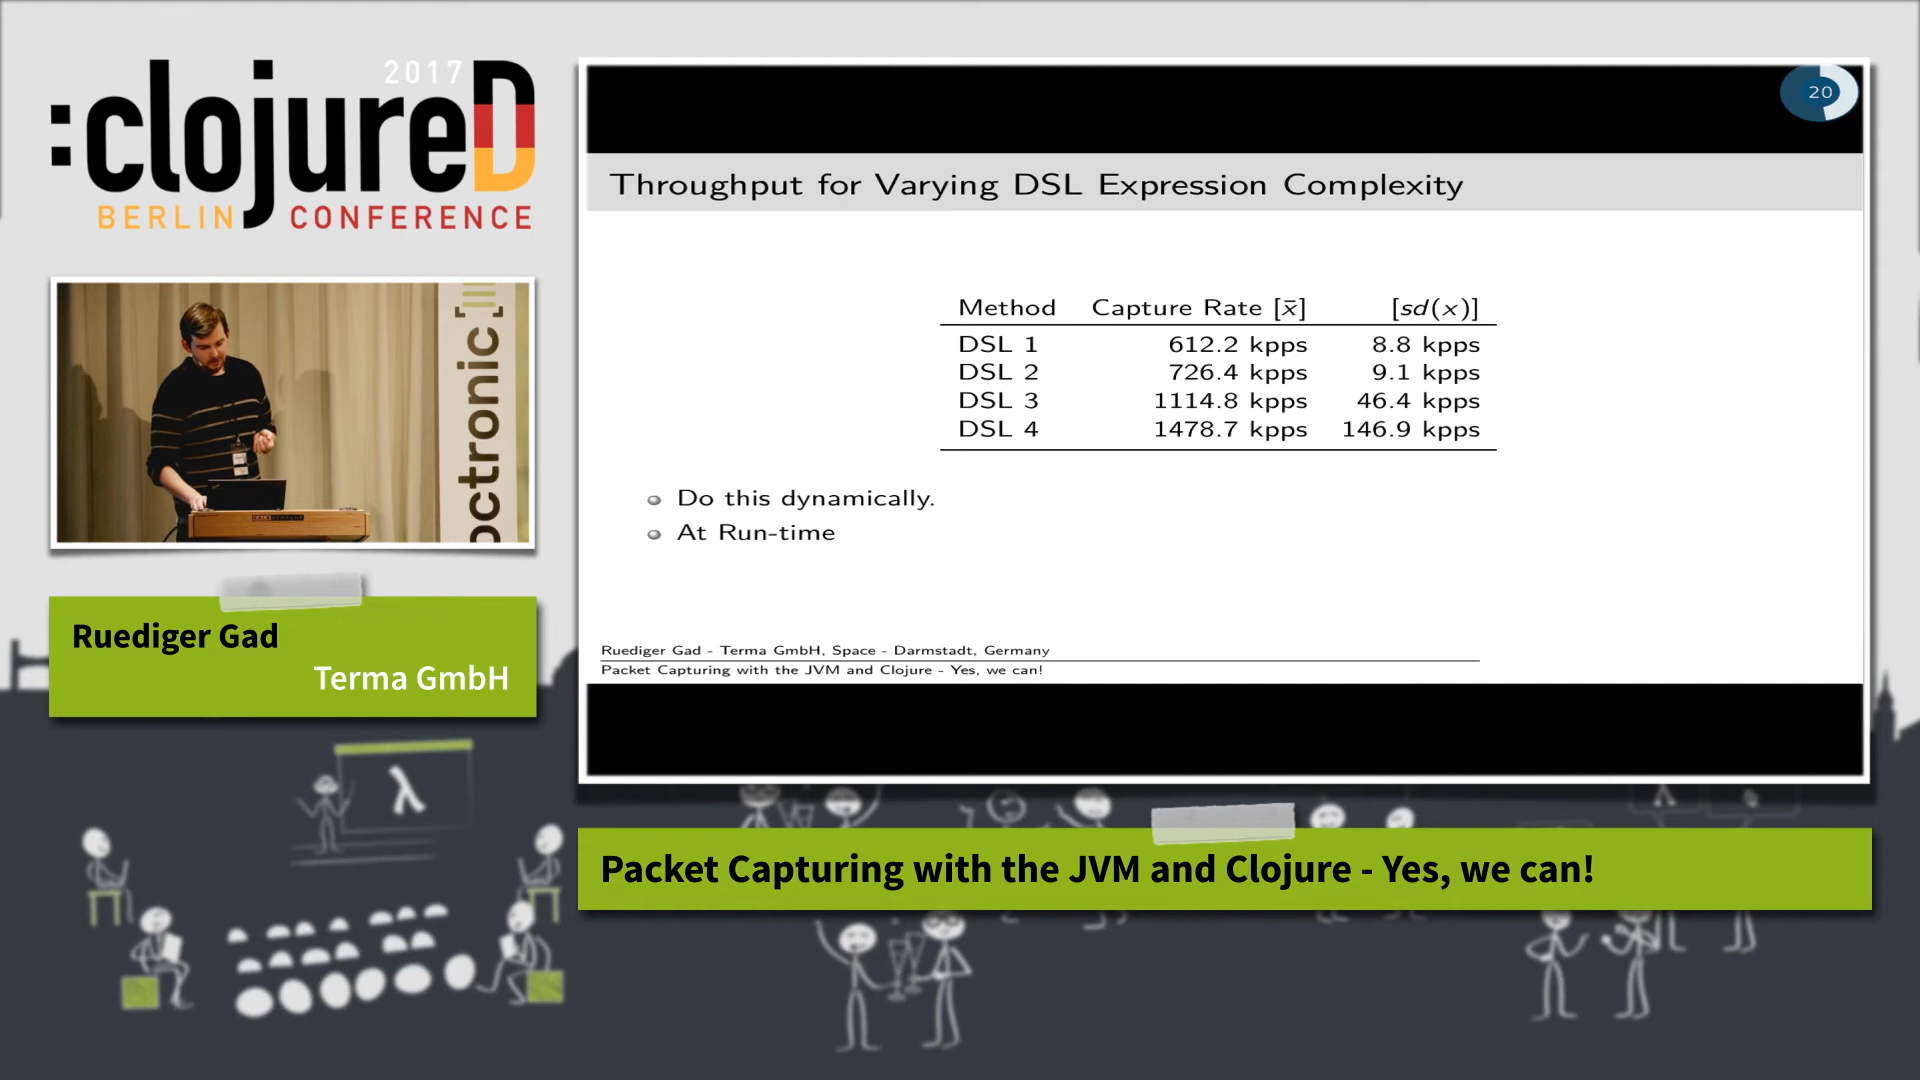 2017
:clojureD
BERLIN CONFERENCE
20
Throughput for Varying DSL Expression Complexity
Method Capture Rate [x̄] [sd(x)]
DSL 1 612.2 kpps 8.8 kpps
DSL 2 726.4 kpps 9.1 kpps
DSL 3 1114.8 kpps 46.4 kpps
DSL 4 1478.7 kpps 146.9 kpps
Do this dynamically.
At Run-time
Ruediger Gad - Terma GmbH, Space - Darmstadt, Germany
Packet Capturing with the JVM and Clojure - Yes, we can!
octronic]
Ruediger Gad
Terma GmbH
λ
Packet Capturing with the JVM and Clojure - Yes, we can!